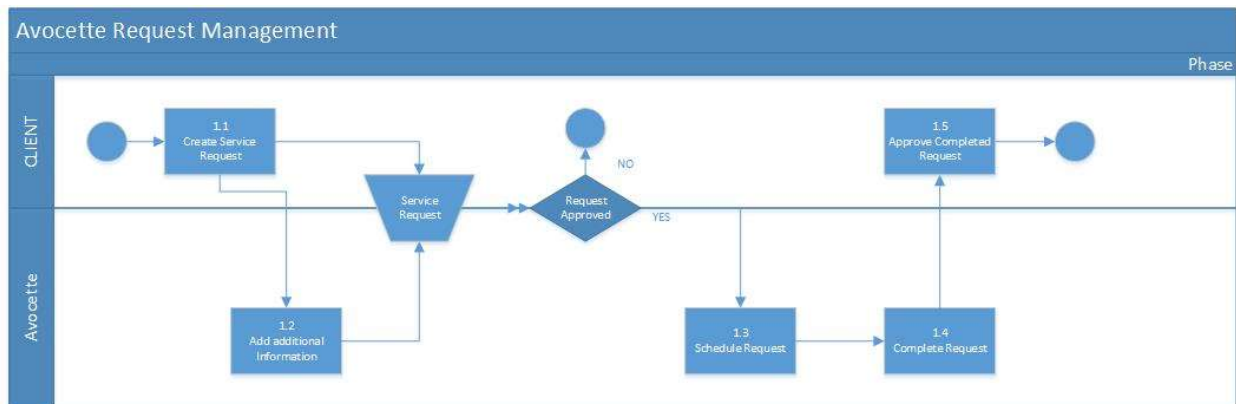 Avocette Request Management
Phase
CLIENT
1.1
Create Service
Request
Service
Request
NO
Request
Approved
YES
1.5
Approve Completed
Request
Avocette
1.2
Add additional
Information
1.3
Schedule Request
1.4
Complete Request